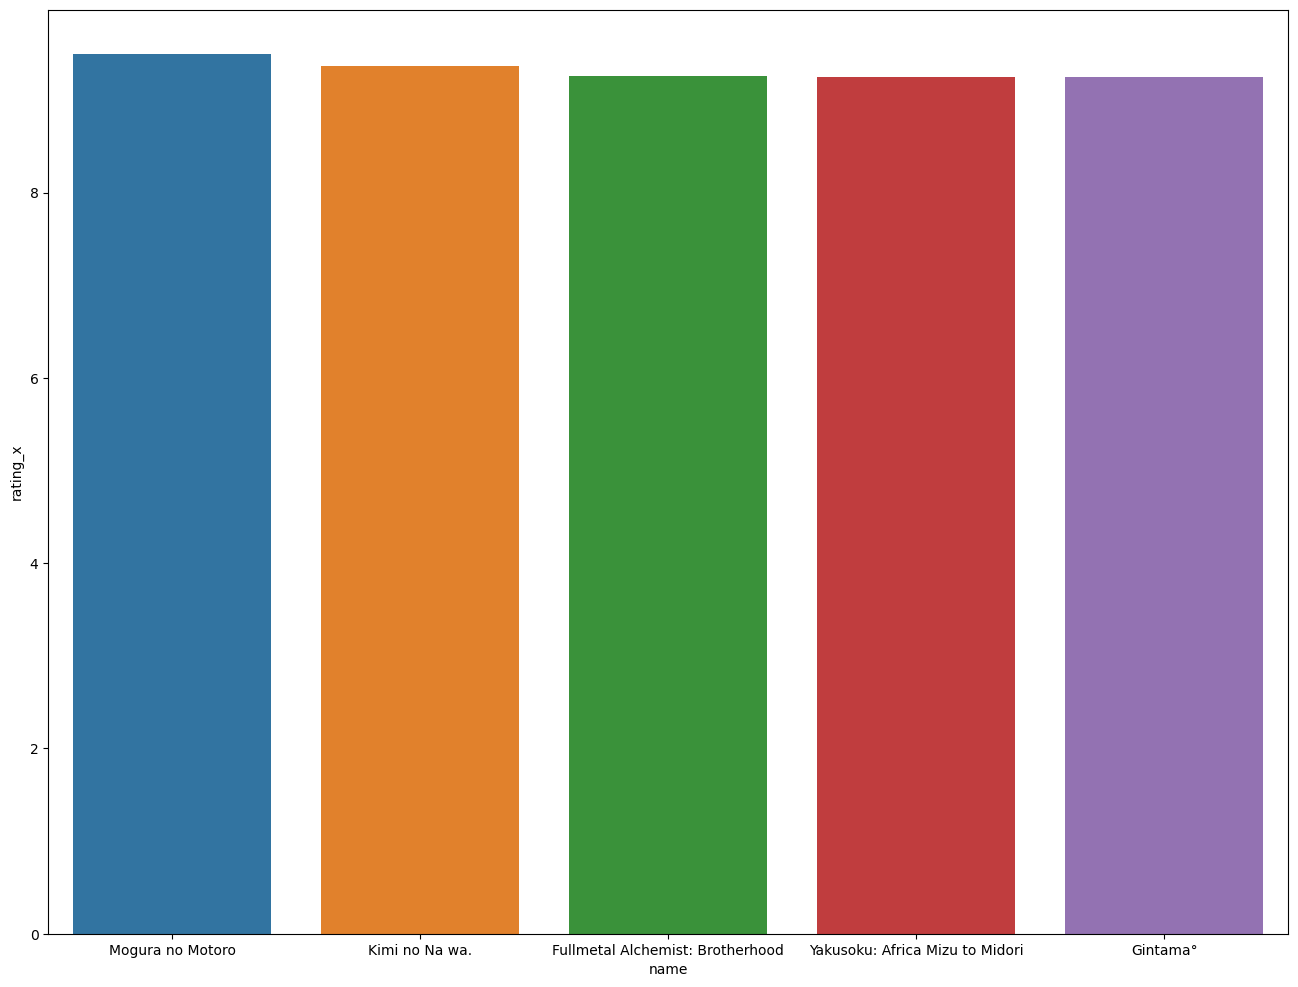 8
6
4
2
0
rating_x
Mogura no Motoro
Kimi no Na wa.
Fullmetal Alchemist: Brotherhood
Yakusoku: Africa Mizu to Midori
Gintama°
name